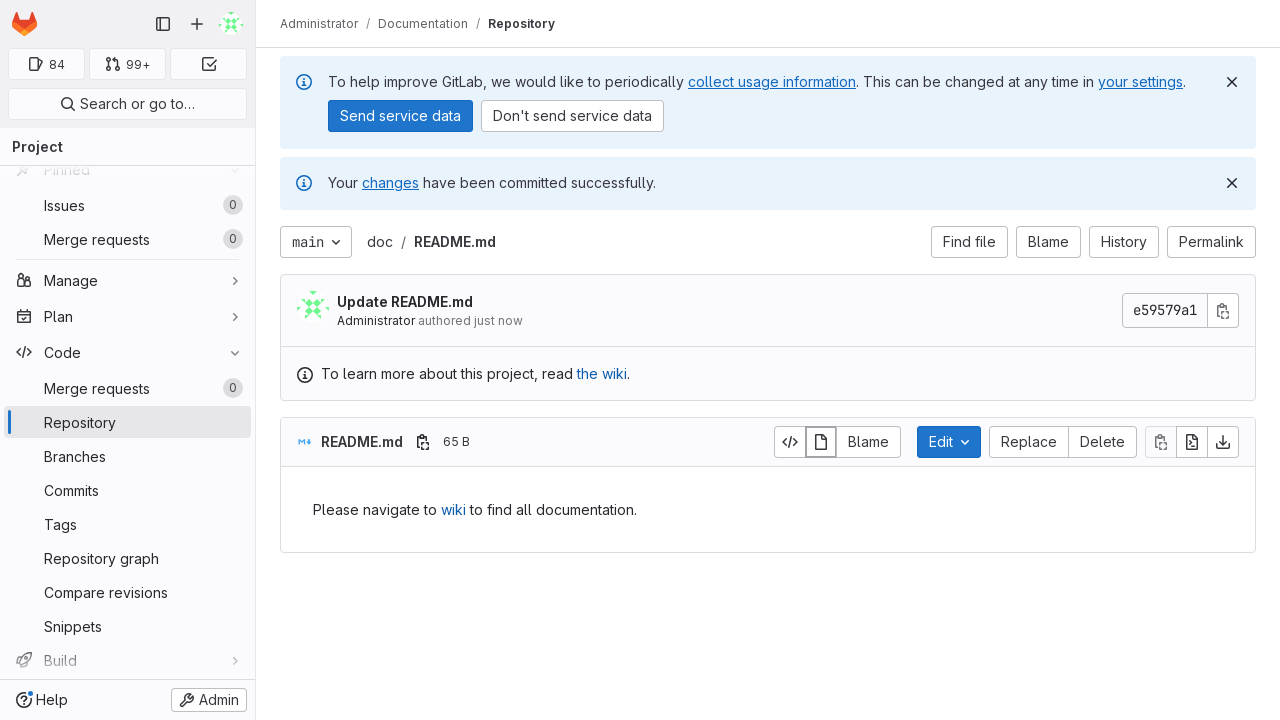 Administrator / Documentation / Repository
84
99+
Search or go to…
Project
Pinned
Issues 0
Merge requests 0
Manage
Plan
Code
Merge requests 0
Repository
Branches
Commits
Tags
Repository graph
Compare revisions
Snippets
Build
Help
Admin
To help improve GitLab, we would like to periodically collect usage information. This can be changed at any time in your settings.
Send service data Don't send service data
Your changes have been committed successfully.
main doc / README.md Find file Blame History Permalink
Update README.md
Administrator authored just now
e59579a1
To learn more about this project, read the wiki.
README.md 65 B Blame Edit Replace Delete
Please navigate to wiki to find all documentation.